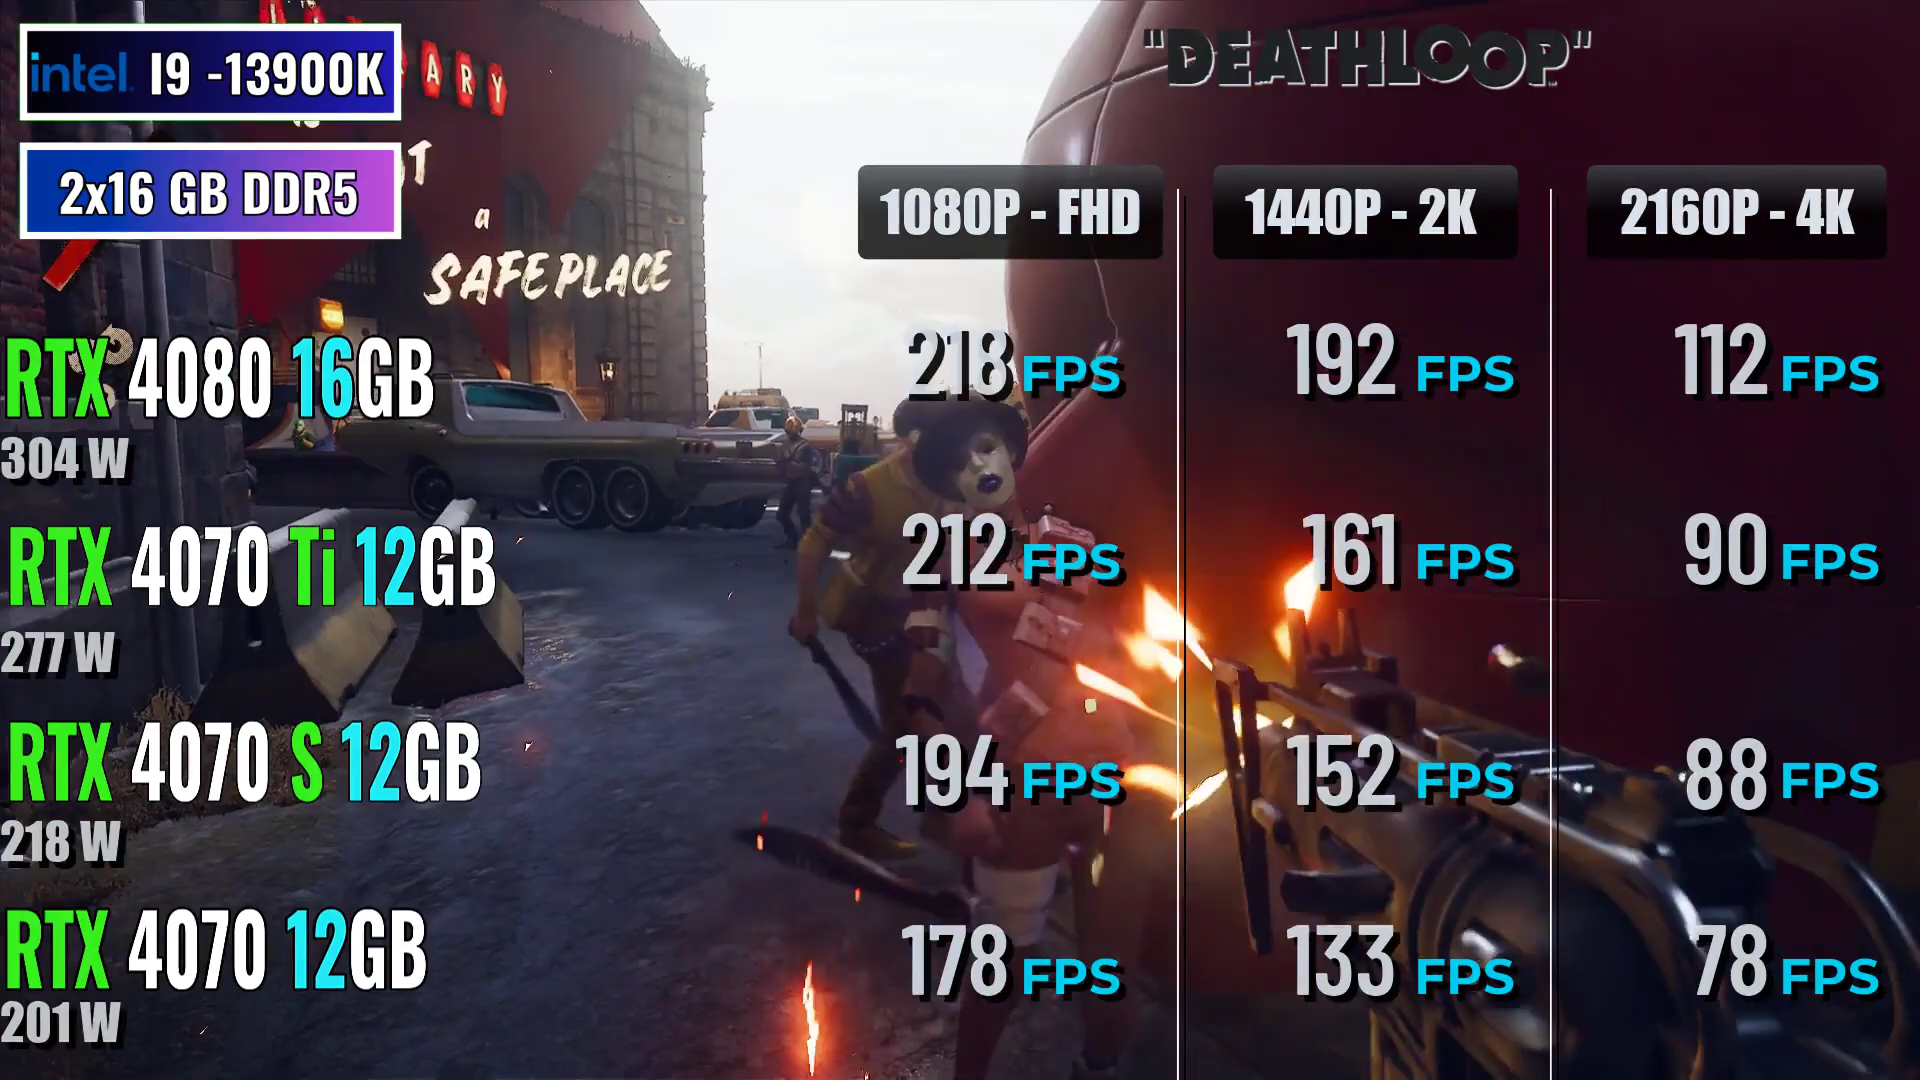 intel. I9 -13900K
"DEATHLOOP"
ARY
2x16 GB DDR5
a
SAFE PLACE
1080P - FHD 1440P - 2K 2160P - 4K
RTX 4080 16GB 218 FPS 192 FPS 112 FPS
304 W
RTX 4070 Ti 12GB 212 FPS 161 FPS 90 FPS
277 W
RTX 4070 S 12GB 194 FPS 152 FPS 88 FPS
218 W
RTX 4070 12GB 178 FPS 133 FPS 78 FPS
201 W